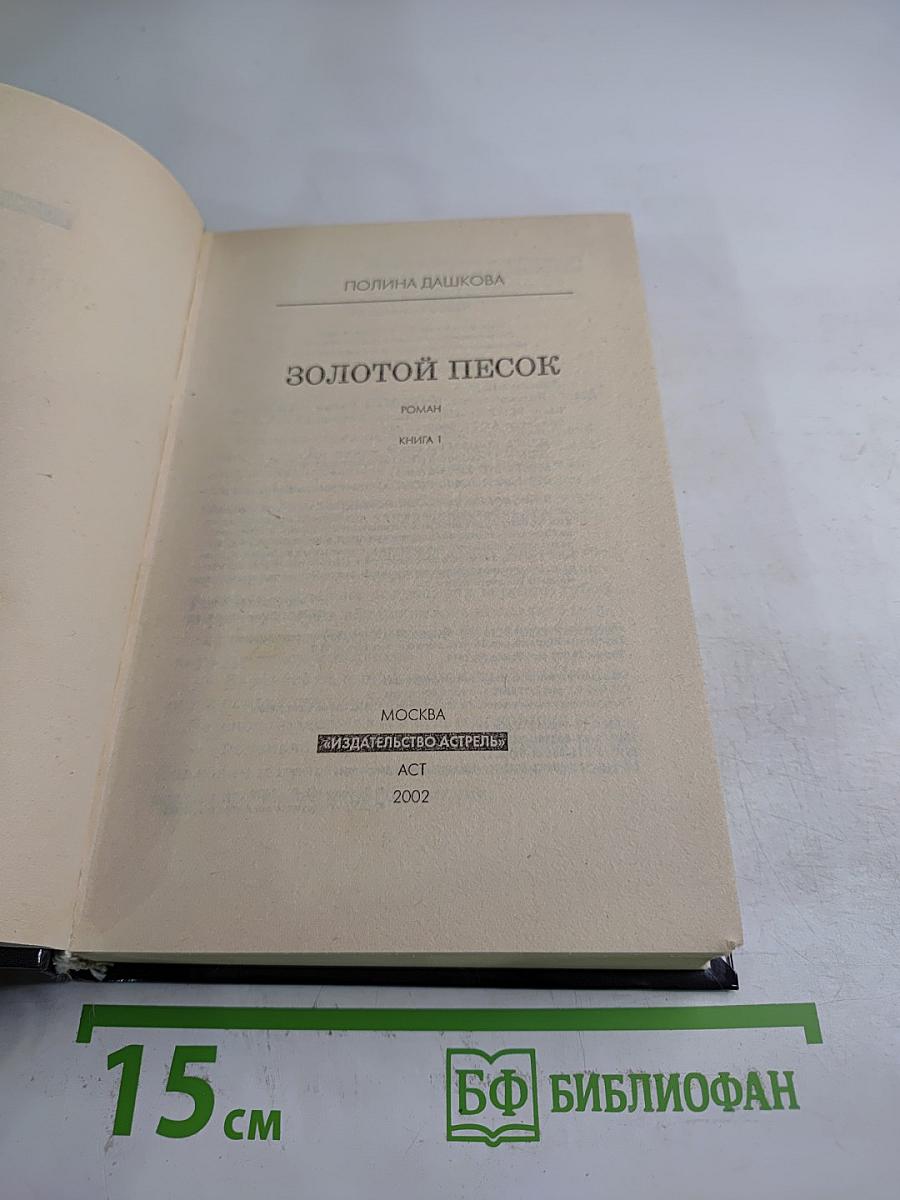 ПОЛИНА ДАШКОВА
ЗОЛОТОЙ ПЕСОК
РОМАН
КНИГА 1
МОСКВА
«ИЗДАТЕЛЬСТВО АСТРЕЛЬ»
АСТ
2002
15 см
БФ БИБЛИОФАН